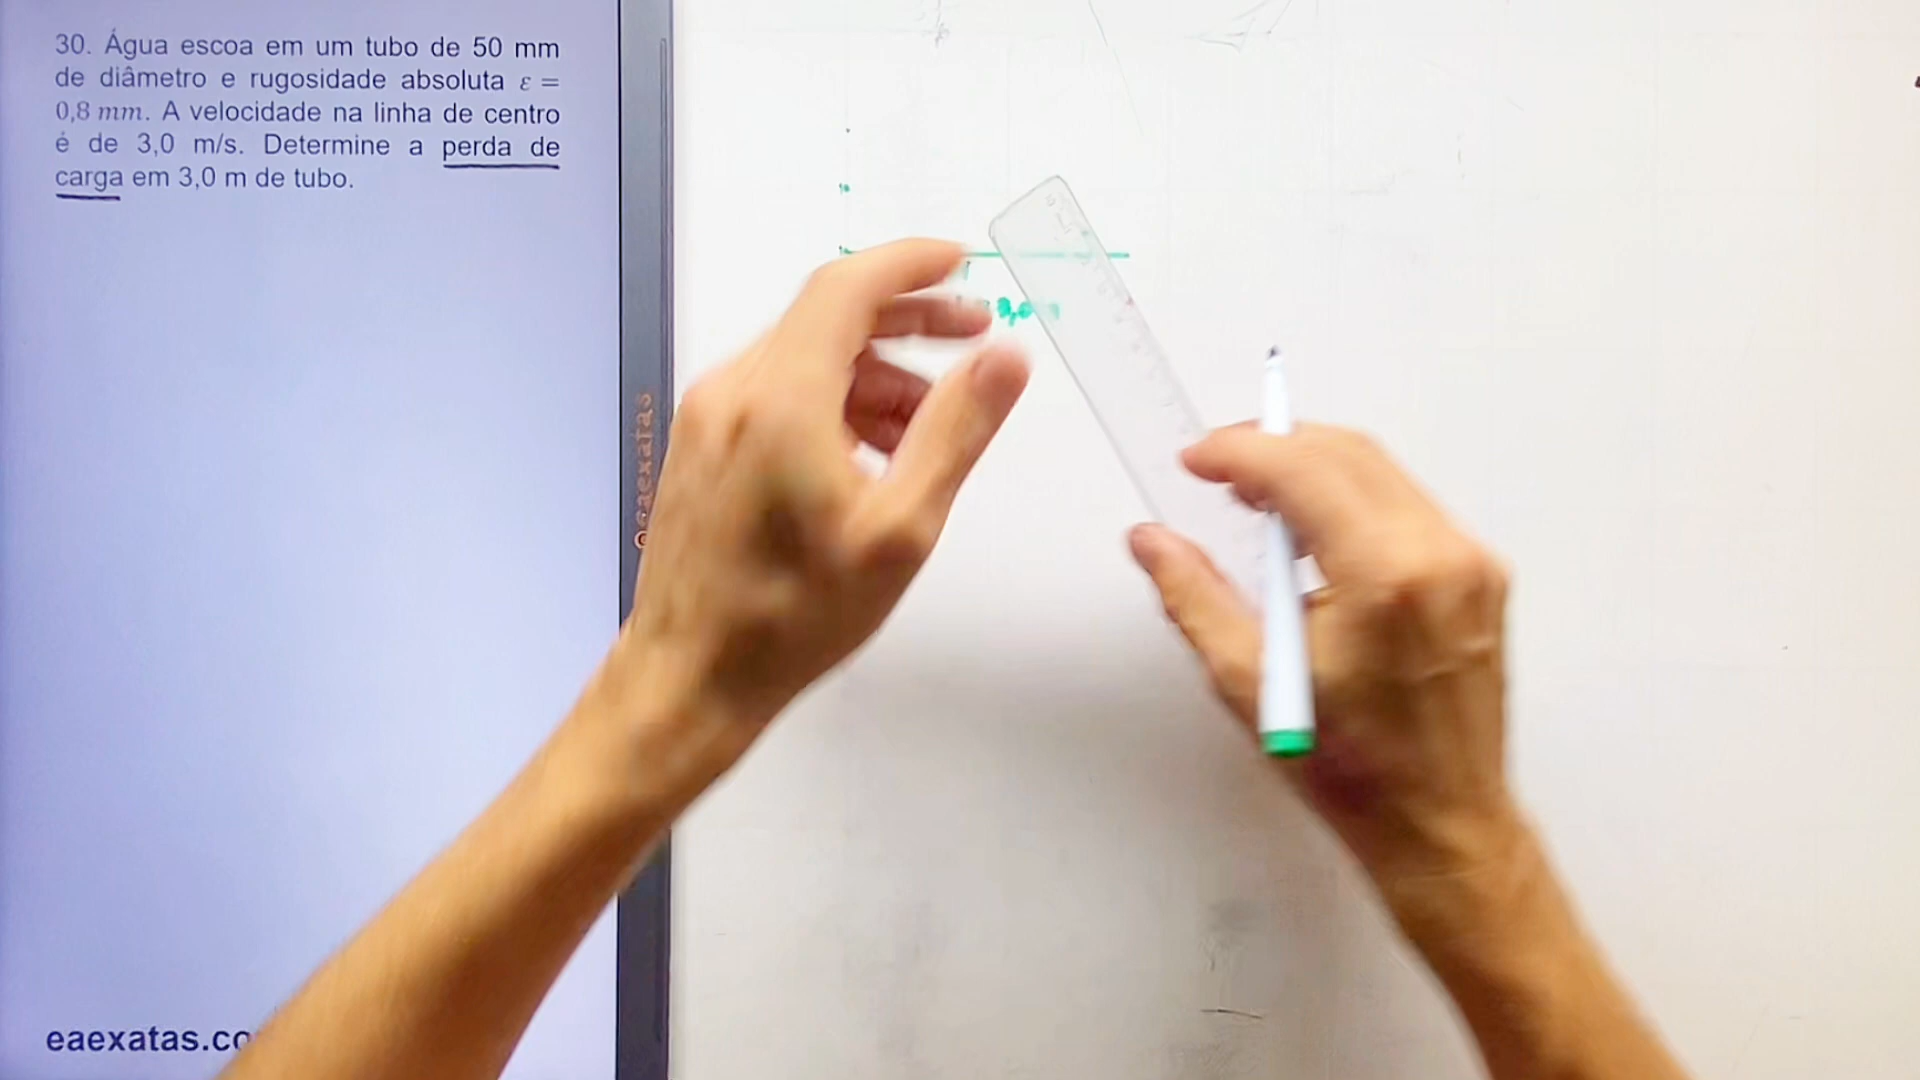 30. Água escoa em um tubo de 50 mm
de diâmetro e rugosidade absoluta ε =
0,8 mm. A velocidade na linha de centro
é de 3,0 m/s. Determine a perda de
carga em 3,0 m de tubo.
eaexatas
eaexatas.co